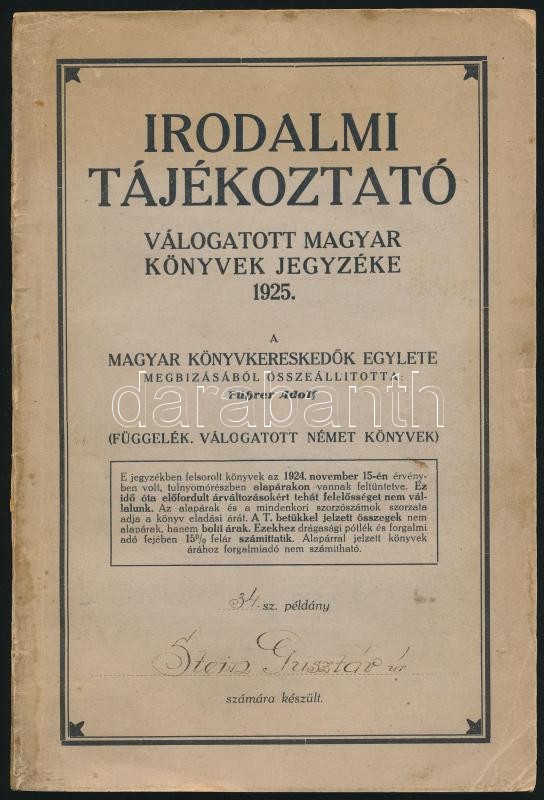 IRODALMI
TÁJÉKOZTATÓ
VÁLOGATOTT MAGYAR
KÖNYVEK JEGYZÉKE
1925.
A
MAGYAR KÖNYVKERESKEDŐK EGYLETE
MEGBIZÁSÁBÓL ÖSSZEÁLLITOTTA:
Fuhrer Adolf
darabanth
(FÜGGELÉK. VÁLOGATOTT NÉMET KÖNYVEK)
E jegyzékben felsorolt könyvek az 1924. november 15-én érvény-
ben volt, tulnyomórészben alapárakon vannak feltüntetve. Ez
idő óta előfordult árváltozásokért tehát felelősséget nem vál-
lalunk. Az alapárak és a mindenkori szorzószámok szorzata
adja a könyv eladási árát. A T. betükkel jelzett összegek nem
alapárak, hanem bolti árak. Ezekhez drágasági pótlék és forgalmi
adó fejében 15% felár számittatik. Alapárral jelzett könyvek
árához forgalmiadó nem számítható.
34. sz. példány
Stein Gusztáv úr
számára készült.